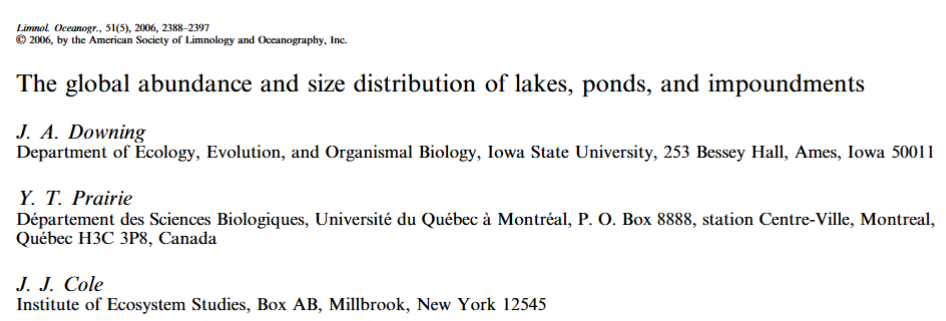 Limnol. Oceanogr., 51(5), 2006, 2388–2397
© 2006, by the American Society of Limnology and Oceanography, Inc.
The global abundance and size distribution of lakes, ponds, and impoundments
J. A. Downing
Department of Ecology, Evolution, and Organismal Biology, Iowa State University, 253 Bessey Hall, Ames, Iowa 50011
Y. T. Prairie
Département des Sciences Biologiques, Université du Québec à Montréal, P. O. Box 8888, station Centre-Ville, Montreal,
Québec H3C 3P8, Canada
J. J. Cole
Institute of Ecosystem Studies, Box AB, Millbrook, New York 12545